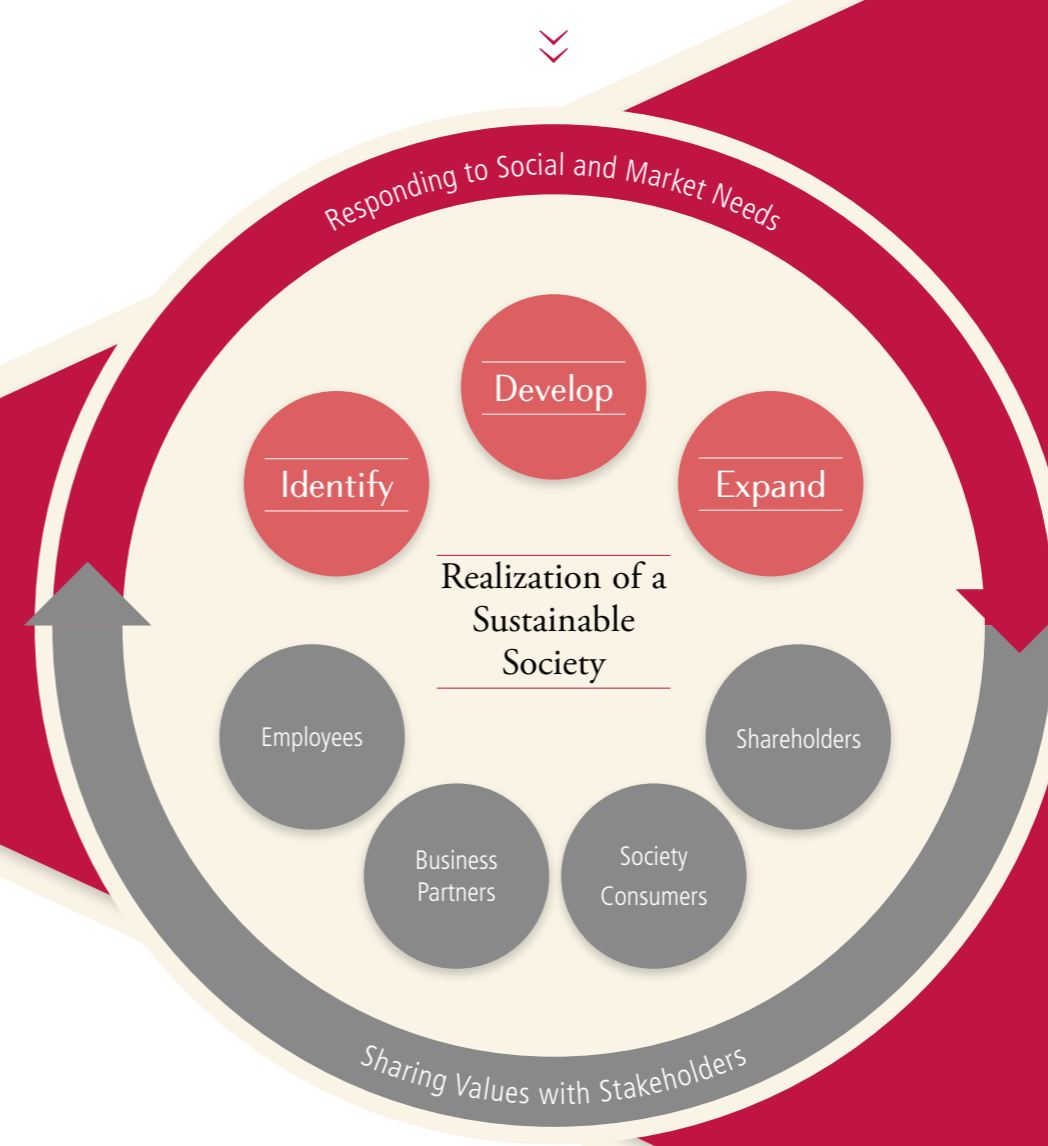 Responding to Social and Market Needs
Develop
Identify
Expand
Realization of a
Sustainable
Society
Employees
Shareholders
Business
Partners
Society
Consumers
Sharing Values with Stakeholders